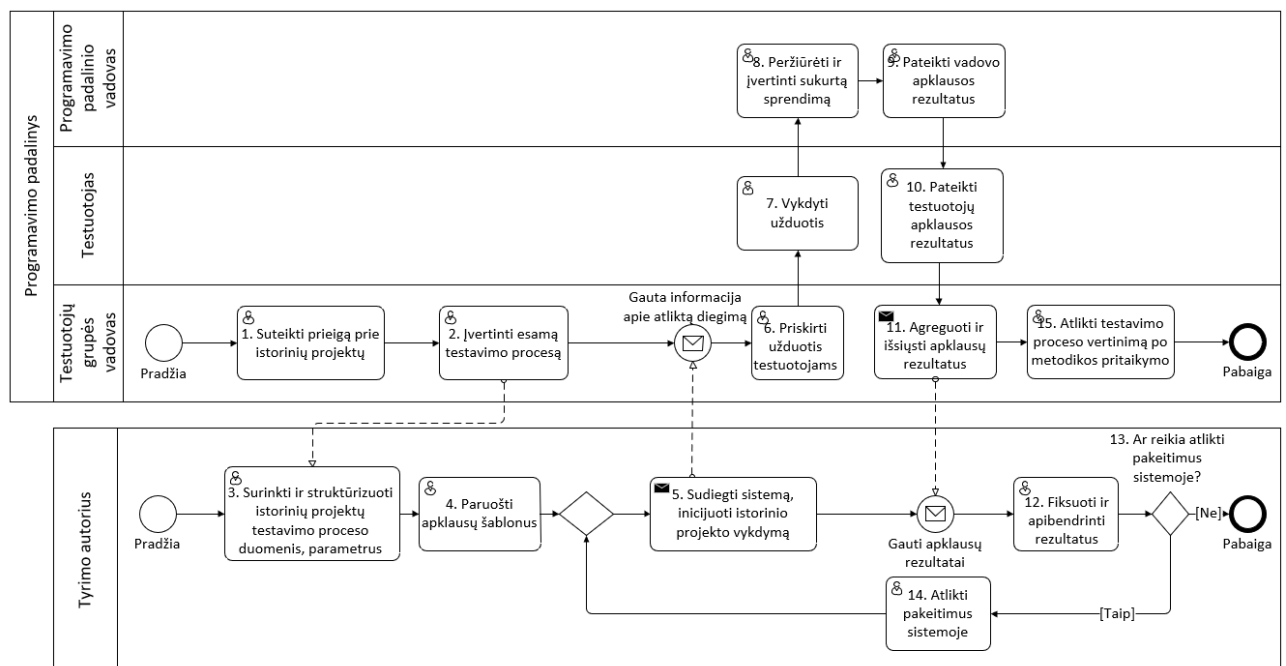 Programavimo padalinys
Programavimo
padalinio
vadovas
8. Peržiūrėti ir
įvertinti sukurtą
sprendimą
9. Pateikti vadovo
apklausos
rezultatus
Testuotojas
7. Vykdyti
užduotis
10. Pateikti
testuotojų
apklausos
rezultatus
Testuotojų
grupės
vadovas
Pradžia
1. Suteikti prieigą prie
istorinių projektų
2. Įvertinti esamą
testavimo procesą
Gauta informacija
apie atliktą diegimą
6. Priskirti
užduotis
testuotojams
11. Agreguoti ir
išsiųsti apklausų
rezultatus
15. Atlikti testavimo
proceso vertinimą po
metodikos pritaikymo
Pabaiga
Tyrimo autorius
Pradžia
3. Surinkti ir struktūrizuoti
istorinių projektų
testavimo proceso
duomenis, parametrus
4. Paruošti
apklausų šablonus
5. Sudiegti sistemą,
inicijuoti istorinio
projekto vykdymą
Gauti apklausų
rezultatai
12. Fiksuoti ir
apibendrinti
rezultatus
13. Ar reikia atlikti
pakeitimus
sistemoje?
[Ne]
Pabaiga
14. Atlikti
pakeitimus
sistemoje
[Taip]